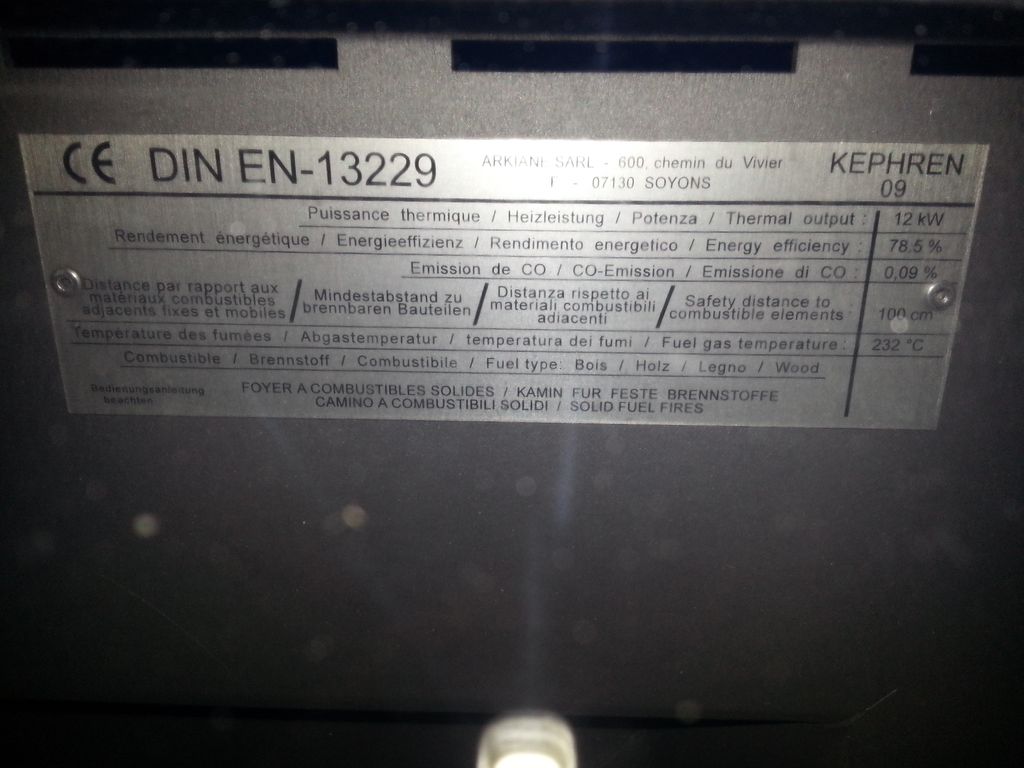 CE DIN EN-13229 ARKIANE SARL - 600, chemin du Vivier KEPHREN
F - 07130 SOYONS 09
Puissance thermique / Heizleistung / Potenza / Thermal output : 12 kW
Rendement énergétique / Energieeffizienz / Rendimento energetico / Energy efficiency : 78.5 %
Emission de CO / CO-Emission / Emissione di CO : 0,09 %
Distance par rapport aux
matériaux combustibles
adjacents fixes et mobiles /
Mindestabstand zu
brennbaren Bauteilen /
Distanza rispetto ai
materiali combustibili
adiacenti /
Safety distance to
combustible elements : 100 cm
Température des fumées / Abgastemperatur / temperatura dei fumi / Fuel gas temperature : 232 °C
Combustible / Brennstoff / Combustibile / Fuel type: Bois / Holz / Legno / Wood
Bedienungsanleitung
beachten
FOYER A COMBUSTIBLES SOLIDES / KAMIN FUR FESTE BRENNSTOFFE
CAMINO A COMBUSTIBILI SOLIDI / SOLID FUEL FIRES